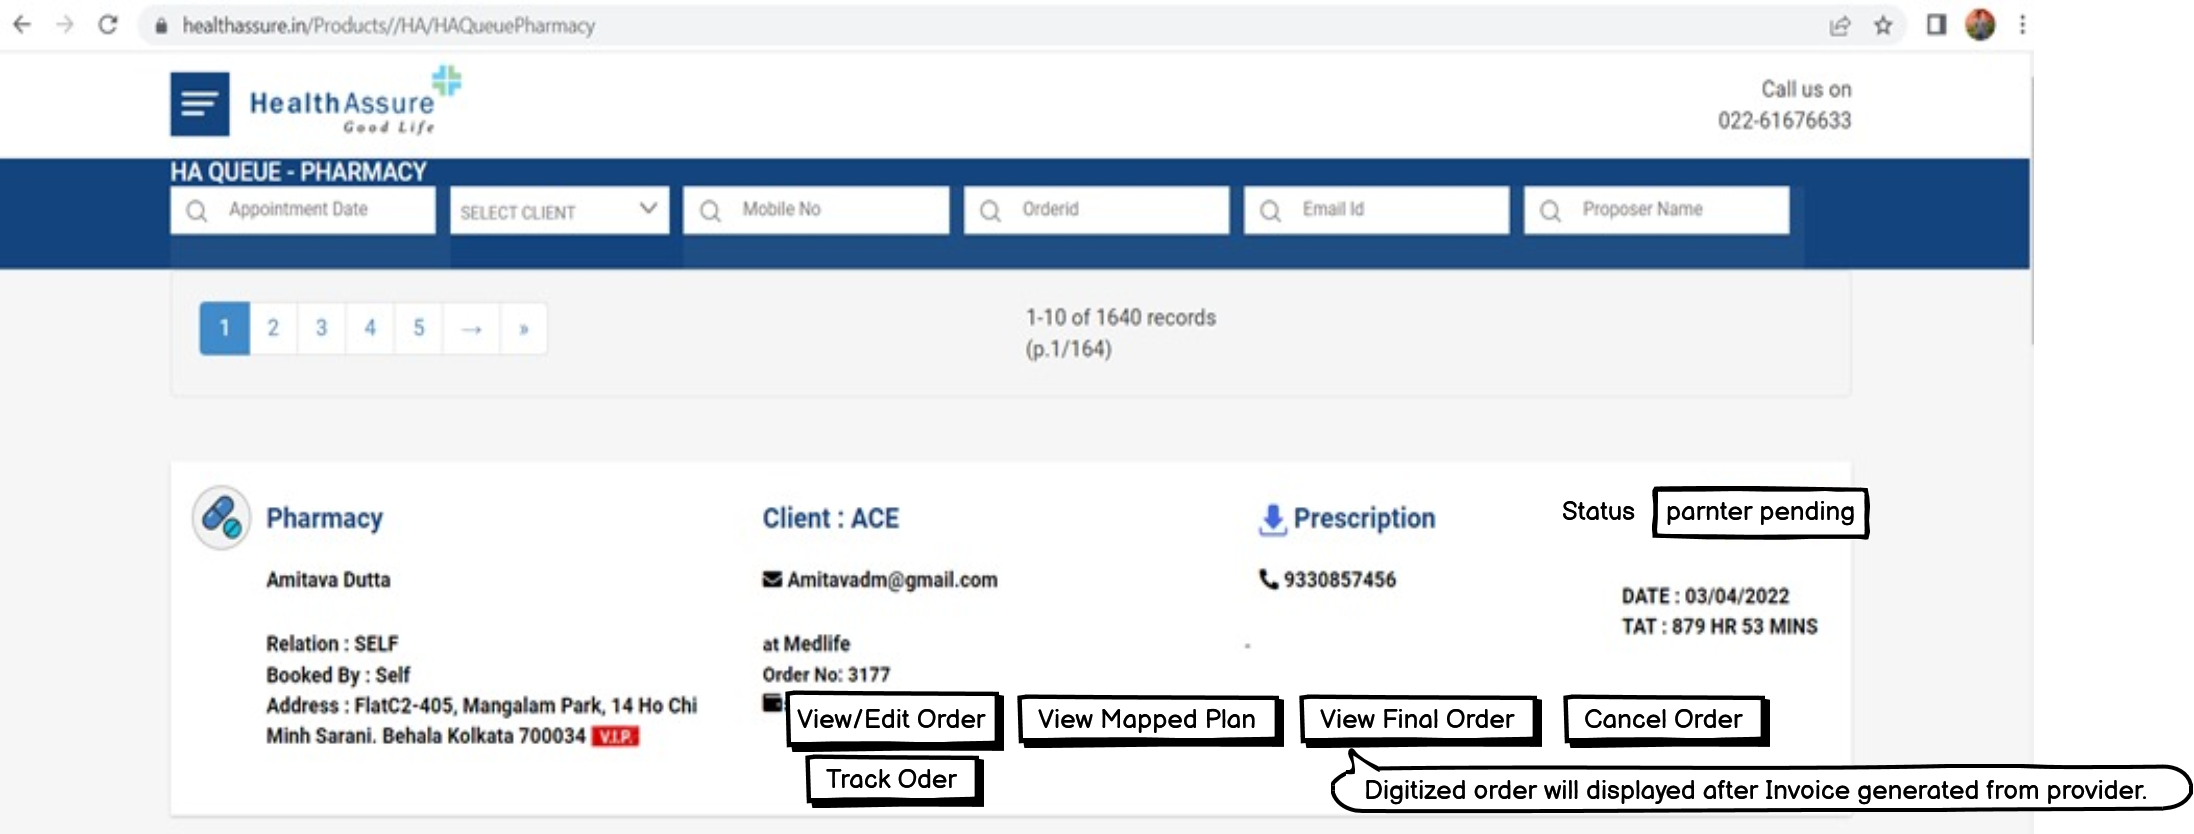 healthassure.in/Products//HA/HAQueuePharmacy
HealthAssure
Good Life
Call us on
022-61676633
HA QUEUE - PHARMACY
Appointment Date
SELECT CLIENT
Mobile No
Orderid
Email Id
Proposer Name
1 2 3 4 5 → »
1-10 of 1640 records
(p.1/164)
Pharmacy
Client : ACE
Prescription
Status
parnter pending
Amitava Dutta
Amitavadm@gmail.com
9330857456
DATE : 03/04/2022
TAT : 879 HR 53 MINS
Relation : SELF
at Medlife
Booked By : Self
Order No: 3177
Address : FlatC2-405, Mangalam Park, 14 Ho Chi
Minh Sarani. Behala Kolkata 700034 V.I.P.
View/Edit Order
View Mapped Plan
View Final Order
Cancel Order
Track Oder
Digitized order will displayed after Invoice generated from provider.